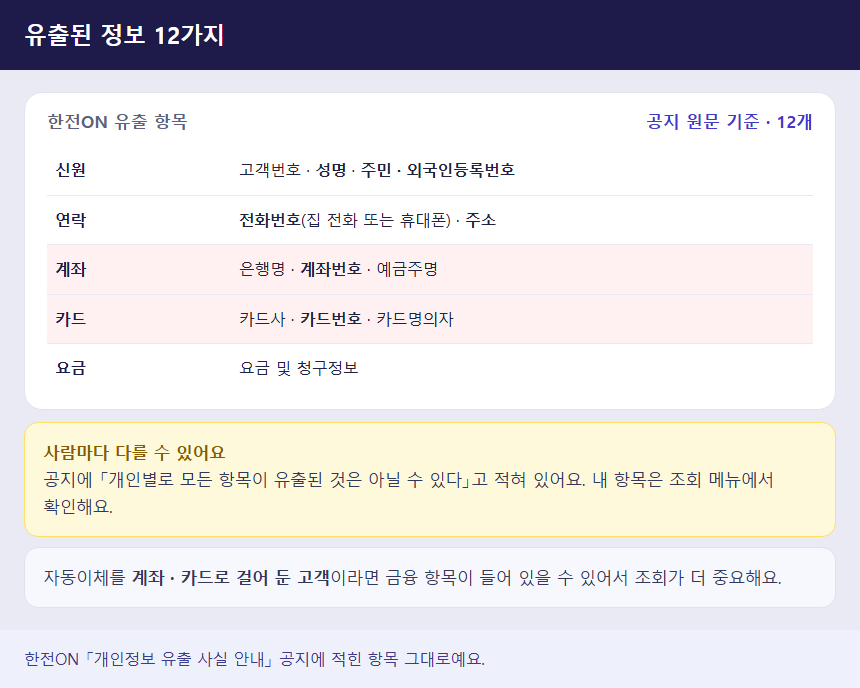 유출된 정보 12가지
한전ON 유출 항목
공지 원문 기준 · 12개
신원 고객번호 · 성명 · 주민 · 외국인등록번호
연락 전화번호(집 전화 또는 휴대폰) · 주소
계좌 은행명 · 계좌번호 · 예금주명
카드 카드사 · 카드번호 · 카드명의자
요금 요금 및 청구정보
사람마다 다를 수 있어요
공지에 「개인별로 모든 항목이 유출된 것은 아닐 수 있다」고 적혀 있어요. 내 항목은 조회 메뉴에서
확인해요.
자동이체를 계좌 · 카드로 걸어 둔 고객이라면 금융 항목이 들어 있을 수 있어서 조회가 더 중요해요.
한전ON 「개인정보 유출 사실 안내」 공지에 적힌 항목 그대로예요.